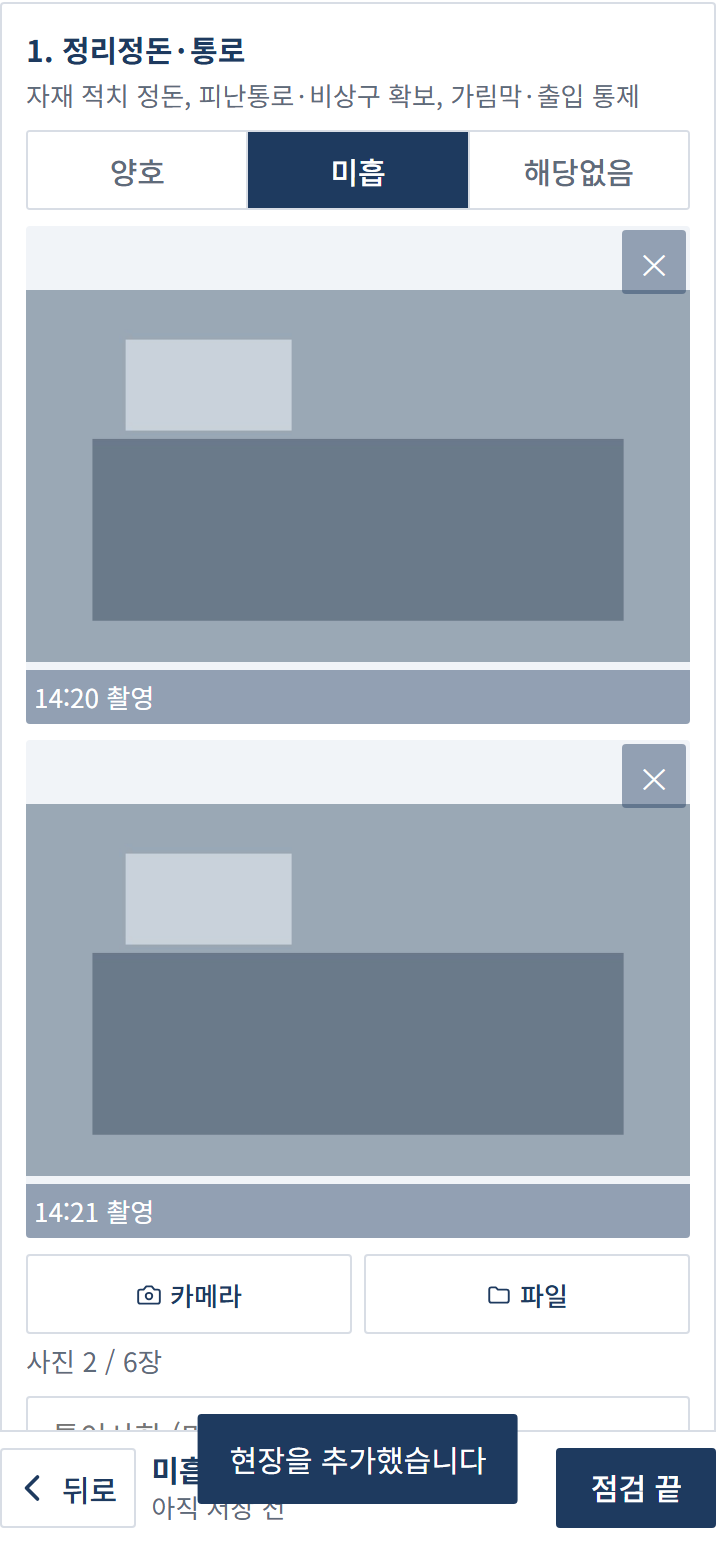 1. 정리정돈·통로
자재 적치 정돈, 피난통로·비상구 확보, 가림막·출입 통제
양호
미흡
해당없음
14:20 촬영
14:21 촬영
카메라
파일
사진 2 / 6장
현장을 추가했습니다
뒤로
미흡
아직 저장 전
점검 끝